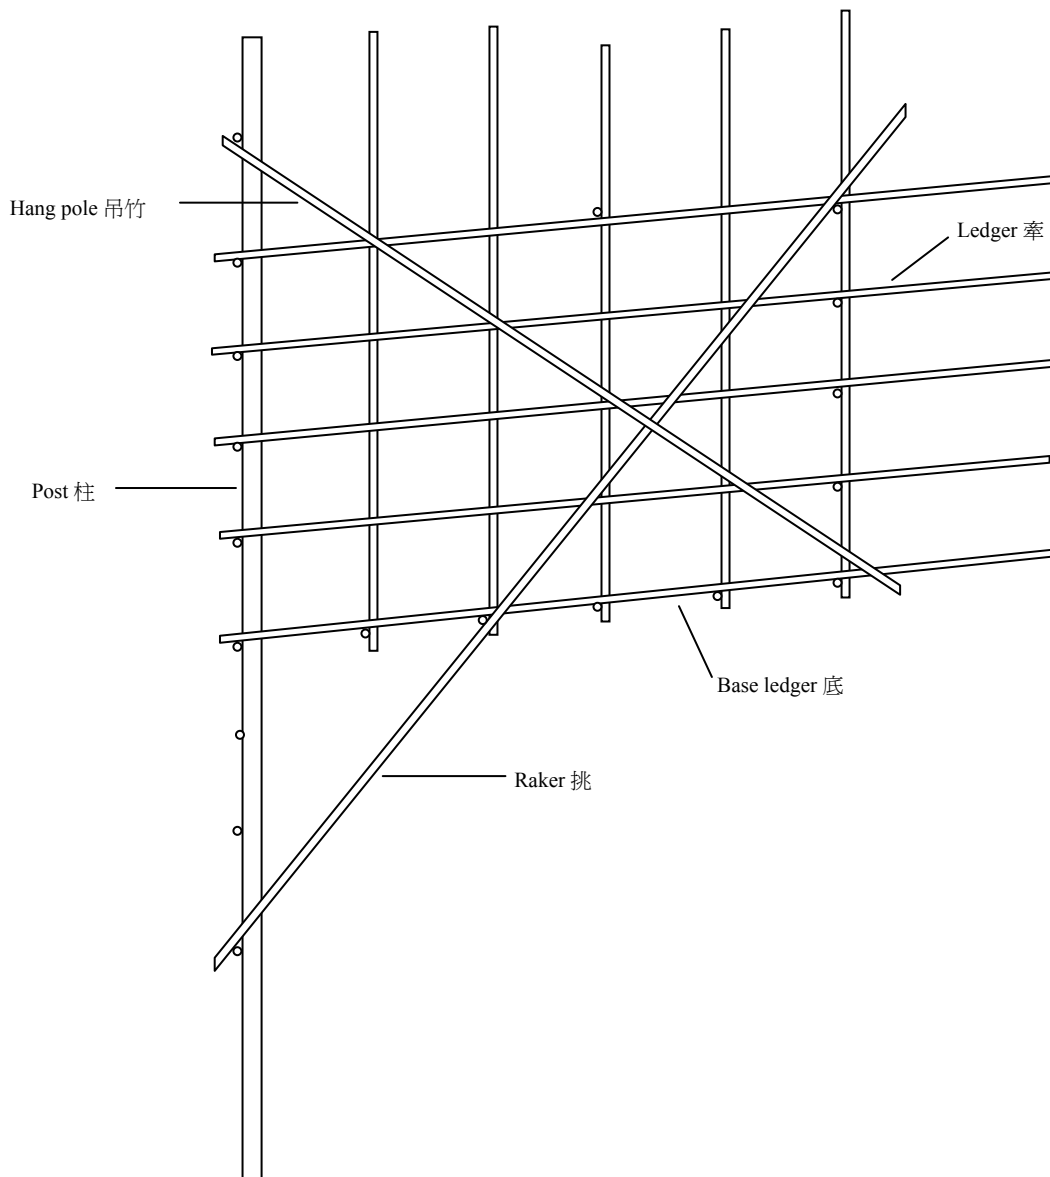 Hang pole 吊竹
Ledger 牽
Post 柱
Base ledger 底
Raker 挑